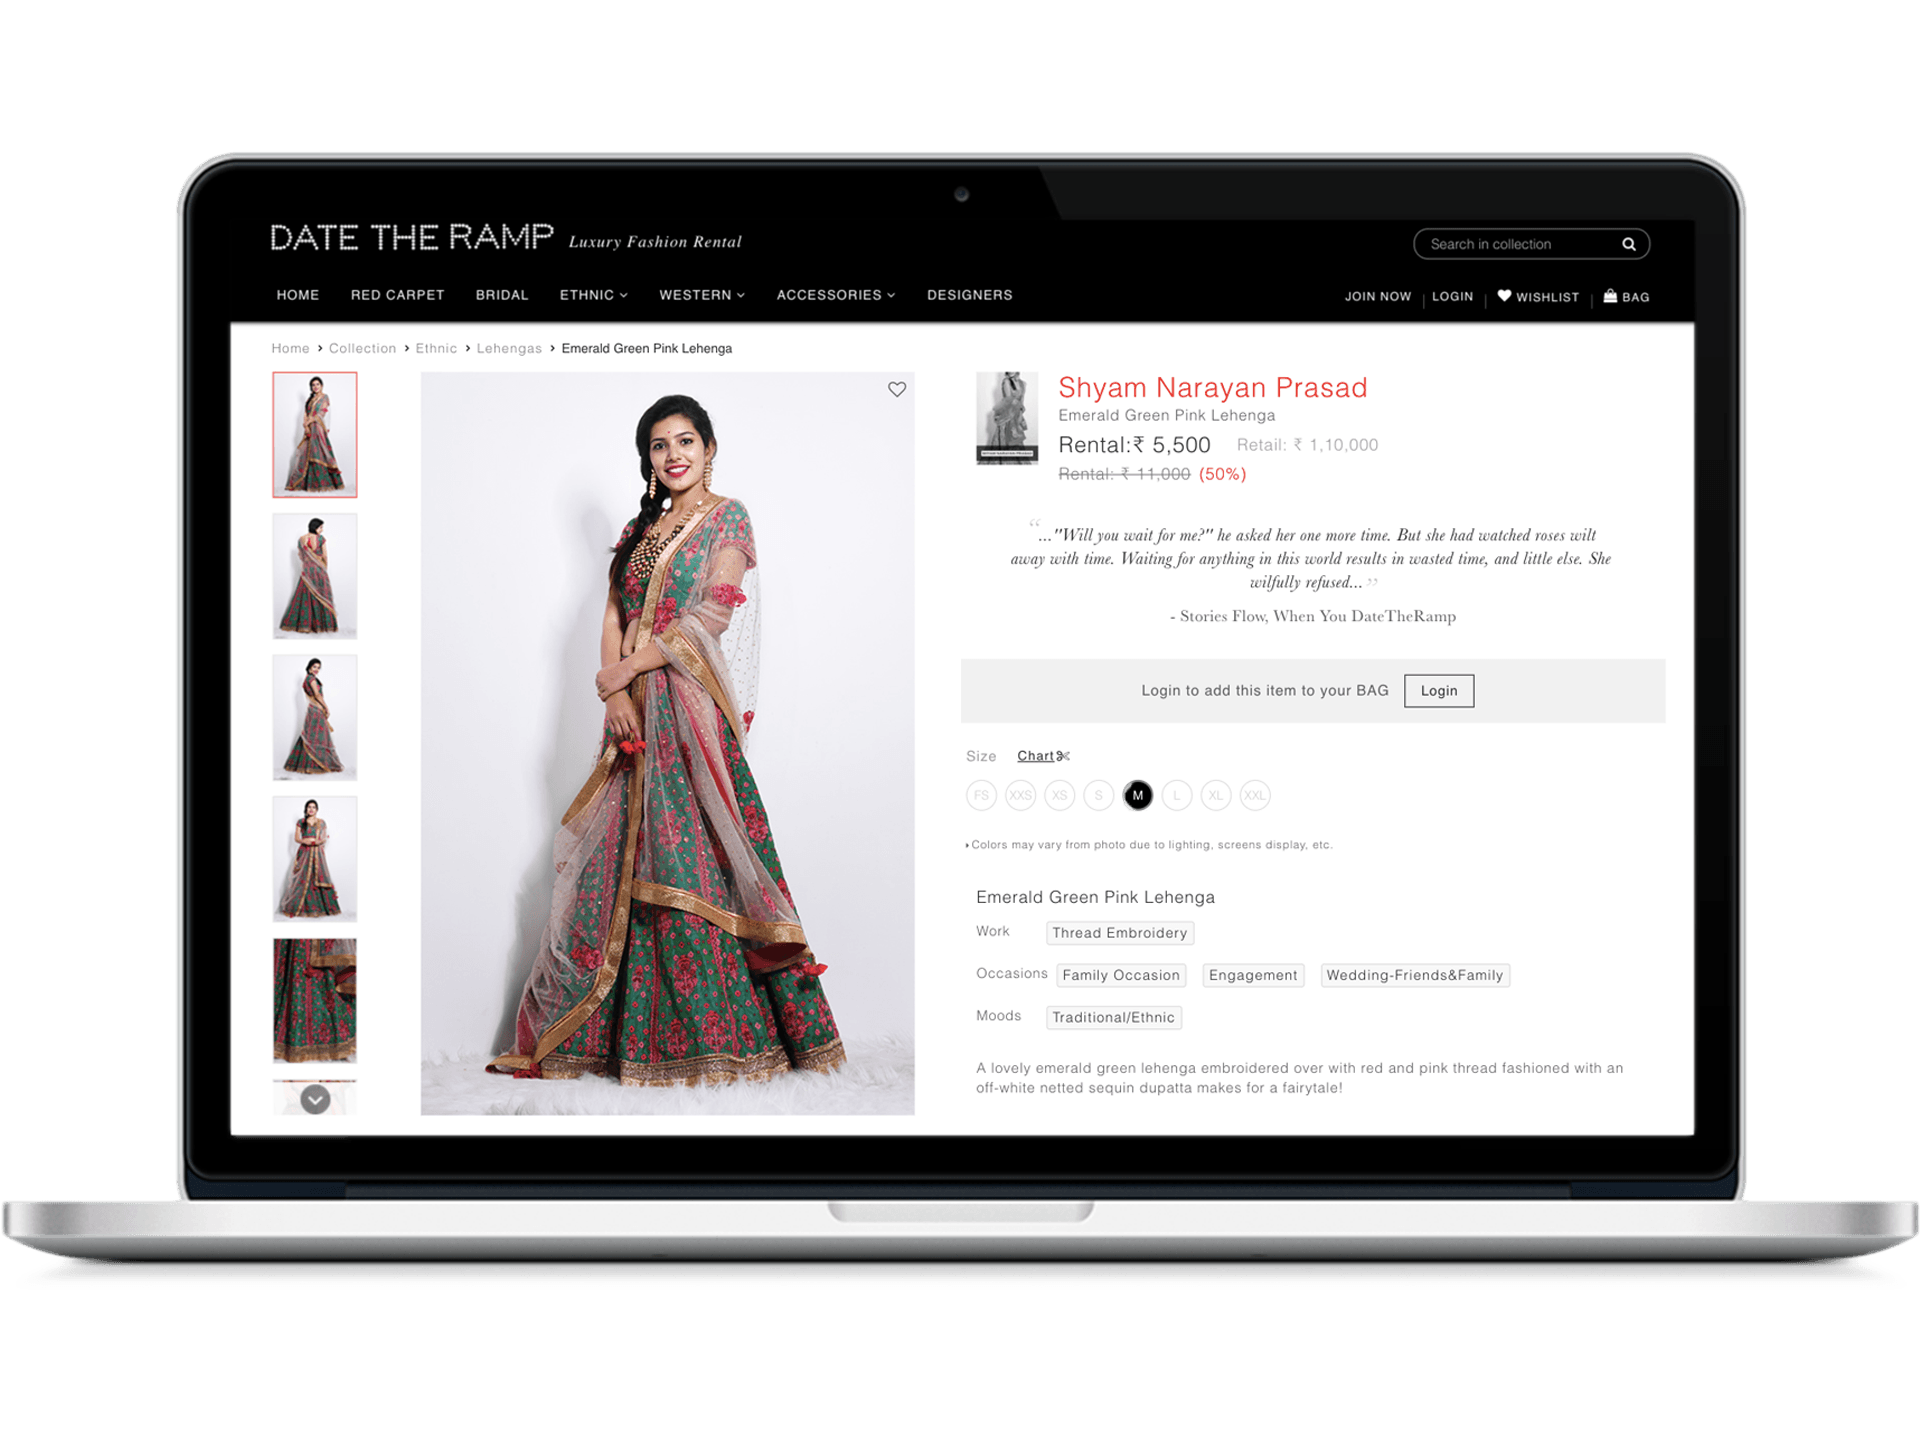 DATE THE RAMP Luxury Fashion Rental
Search in collection
HOME RED CARPET BRIDAL ETHNIC WESTERN ACCESSORIES DESIGNERS
JOIN NOW | LOGIN | WISHLIST | BAG
Home > Collection > Ethnic > Lehengas > Emerald Green Pink Lehenga
SHYAM NARAYAN PRASAD
Shyam Narayan Prasad
Emerald Green Pink Lehenga
Rental:₹ 5,500 Retail: ₹ 1,10,000
Rental: ₹ 11,000 (50%)
“..."Will you wait for me?" he asked her one more time. But she had watched roses wilt
away with time. Waiting for anything in this world results in wasted time, and little else. She
wilfully refused...”
- Stories Flow, When You DateTheRamp
Login to add this item to your BAG Login
Size Chart
FS XXS XS S M L XL XXL
Colors may vary from photo due to lighting, screens display, etc.
Emerald Green Pink Lehenga
Work Thread Embroidery
Occasions Family Occasion Engagement Wedding-Friends&Family
Moods Traditional/Ethnic
A lovely emerald green lehenga embroidered over with red and pink thread fashioned with an
off-white netted sequin dupatta makes for a fairytale!